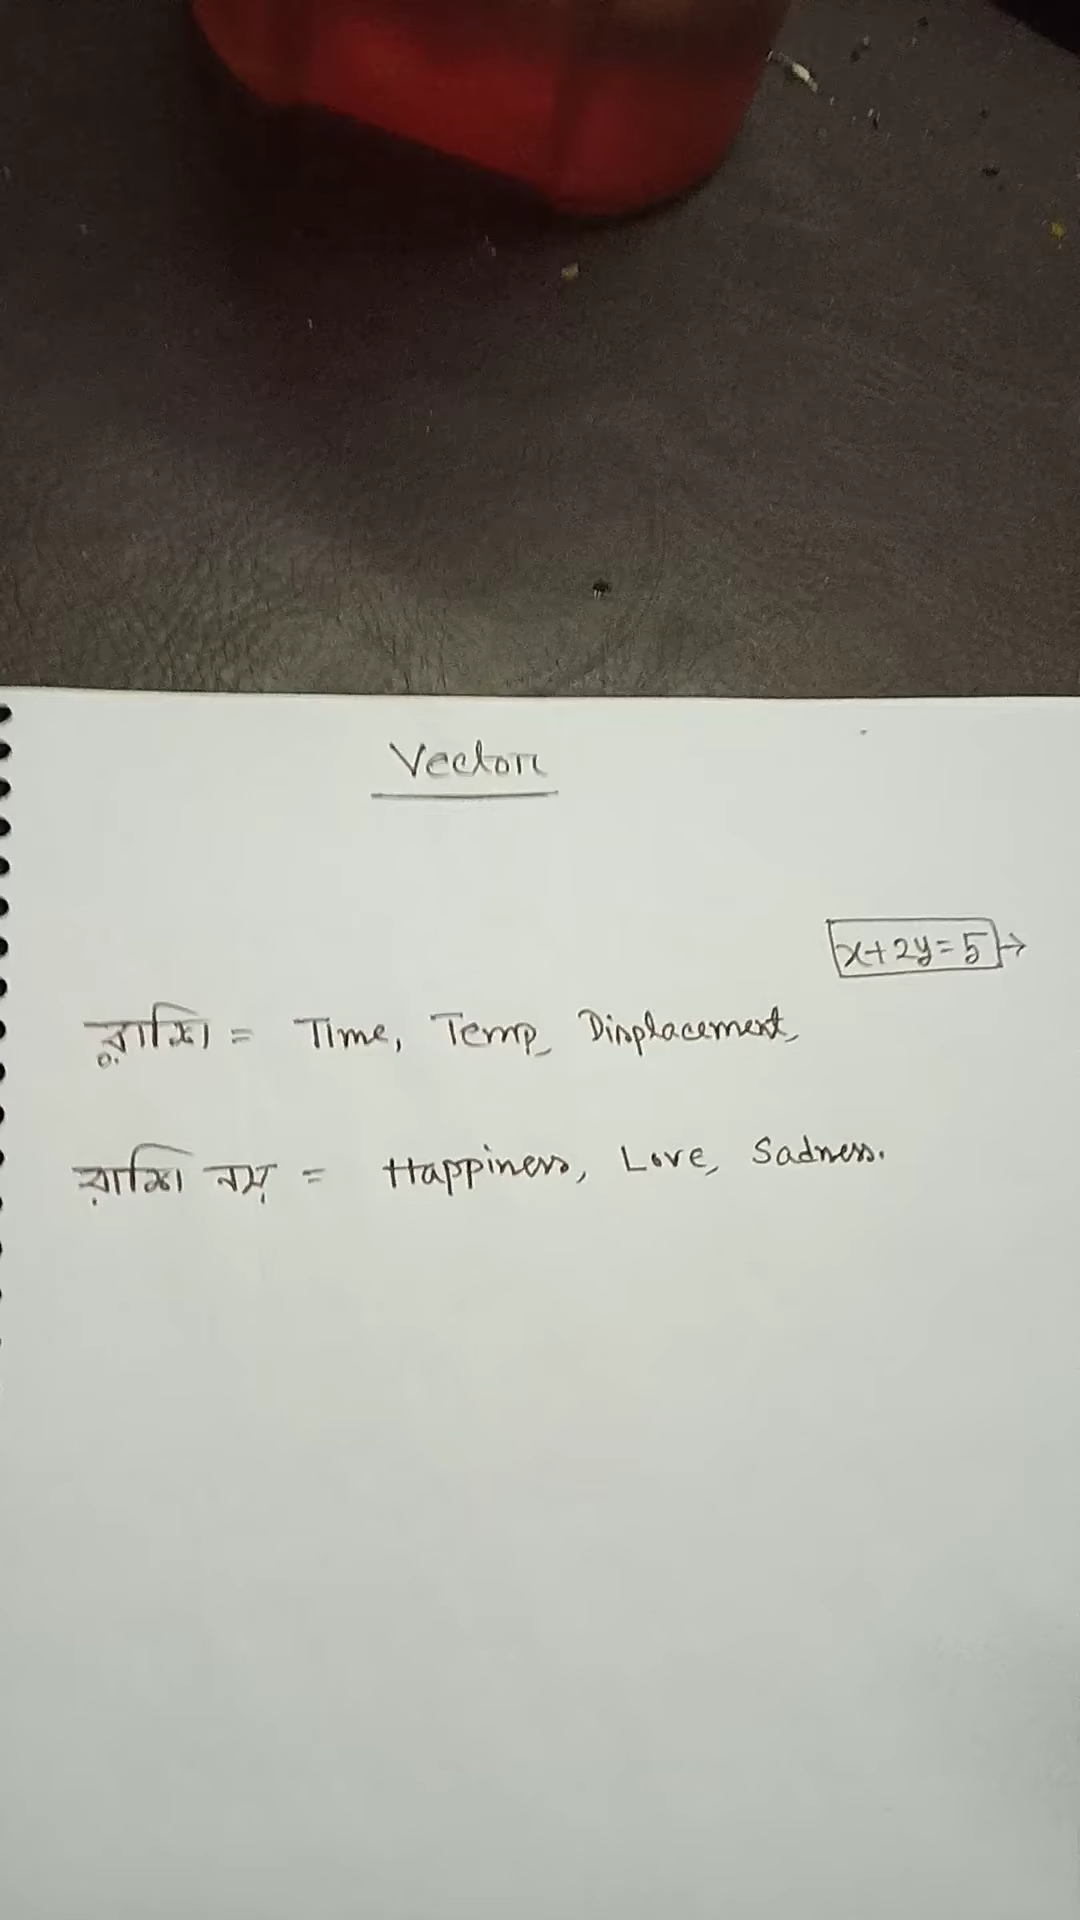 Vector
x+2y=5 →
রাশি = Time, Temp, Displacement,
রাশি নয় = Happiness, Love, Sadness.